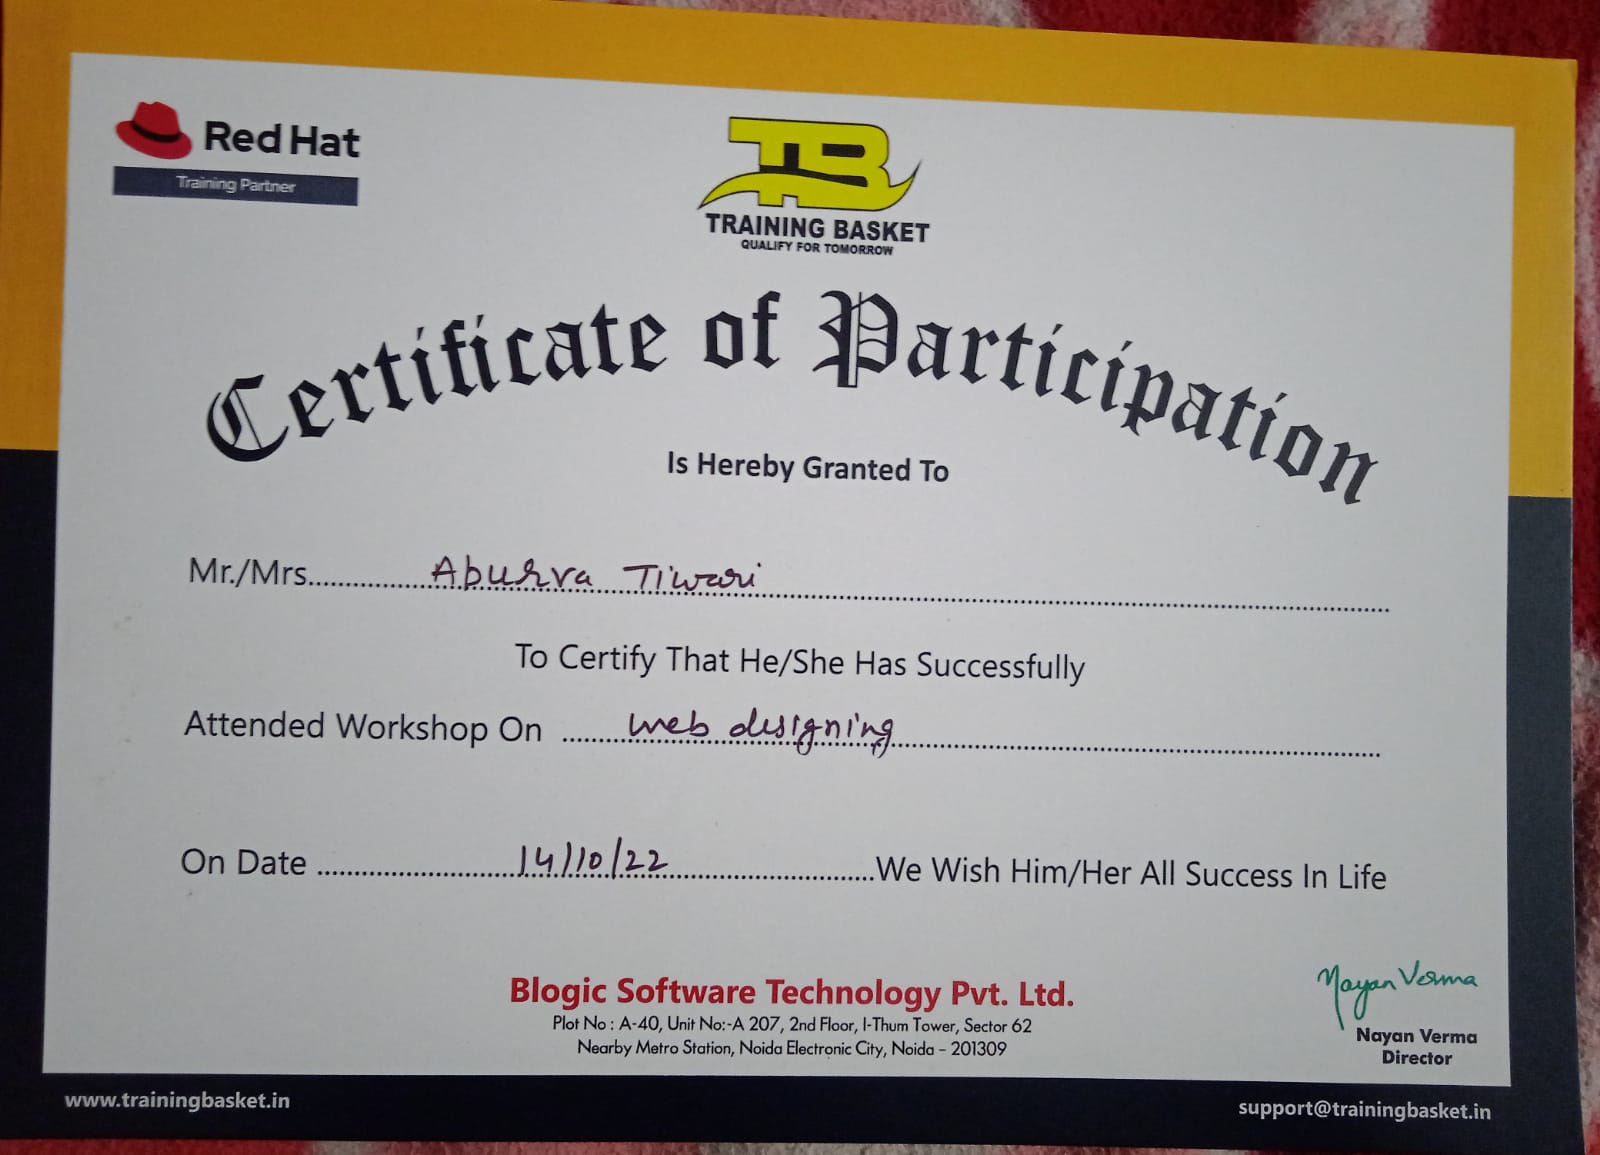 Red Hat
Training Partner
TB
TRAINING BASKET
QUALIFY FOR TOMORROW
Certificate of Participation
Is Hereby Granted To
Mr./Mrs. Apurva Tiwari
To Certify That He/She Has Successfully
Attended Workshop On web designing
On Date 14/10/22 We Wish Him/Her All Success In Life
Blogic Software Technology Pvt. Ltd.
Plot No : A-40, Unit No:-A 207, 2nd Floor, I-Thum Tower, Sector 62
Nearby Metro Station, Noida Electronic City, Noida - 201309
Nayan Verma
Nayan Verma
Director
www.trainingbasket.in
support@trainingbasket.in